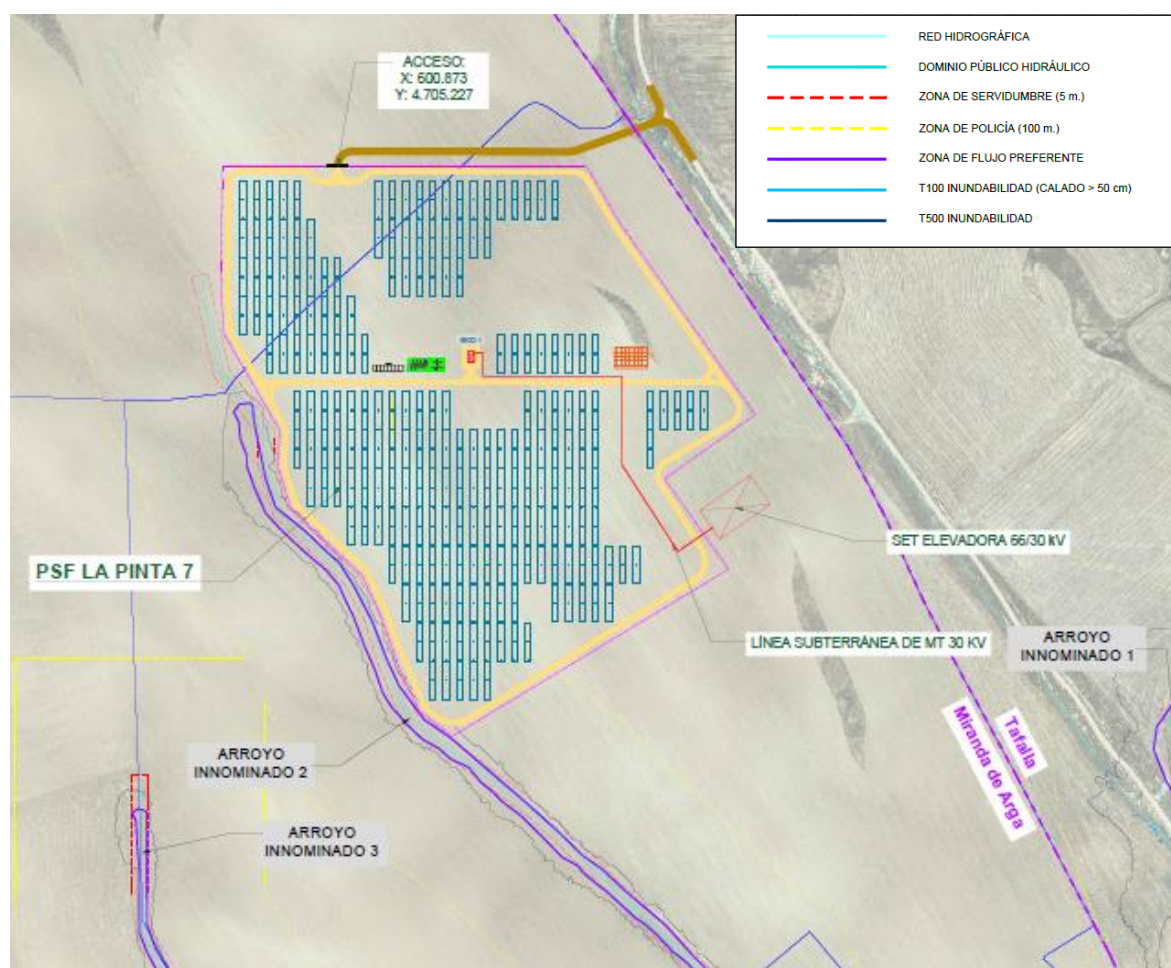 RED HIDROGRÁFICA
DOMINIO PÚBLICO HIDRÁULICO
ZONA DE SERVIDUMBRE (5 m.)
ZONA DE POLICÍA (100 m.)
ZONA DE FLUJO PREFERENTE
T100 INUNDABILIDAD (CALADO > 50 cm)
T500 INUNDABILIDAD
ACCESO:
X: 600.873
Y: 4.705.227
PSF LA PINTA 7
SET ELEVADORA 66/30 kV
LÍNEA SUBTERRÁNEA DE MT 30 KV
ARROYO
INNOMINADO 1
Tafalla
Miranda de Arga
ARROYO
INNOMINADO 2
ARROYO
INNOMINADO 3